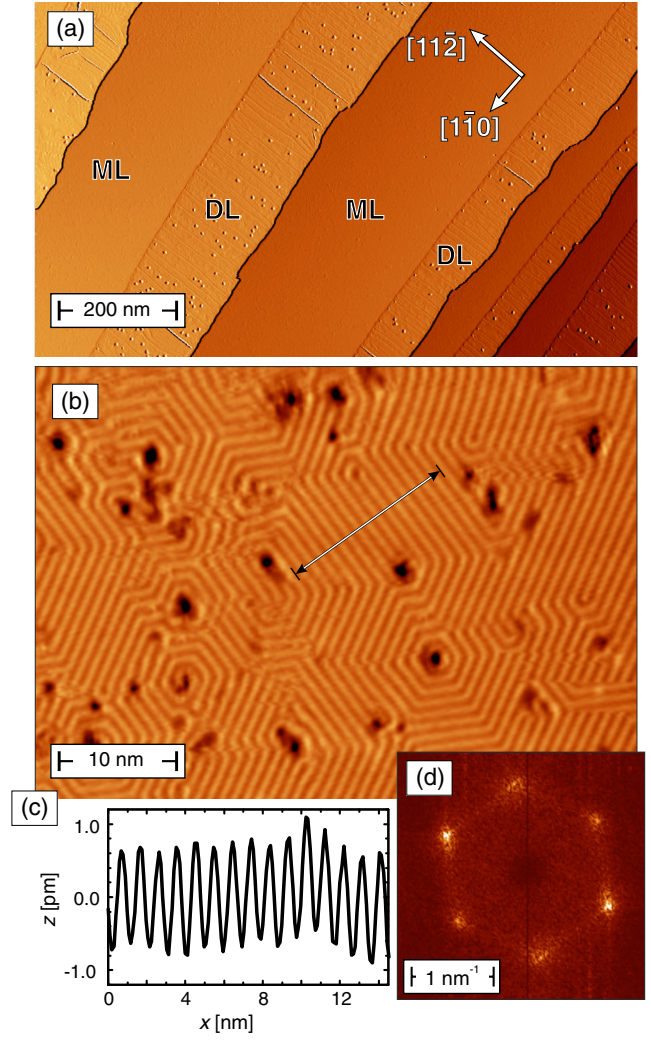 (a)
[112̄]
[11̄0]
ML
DL
ML
DL
200 nm
(b)
10 nm
(c)
1.0
0.0
-1.0
z [pm]
0
4
8
12
x [nm]
(d)
1 nm⁻¹